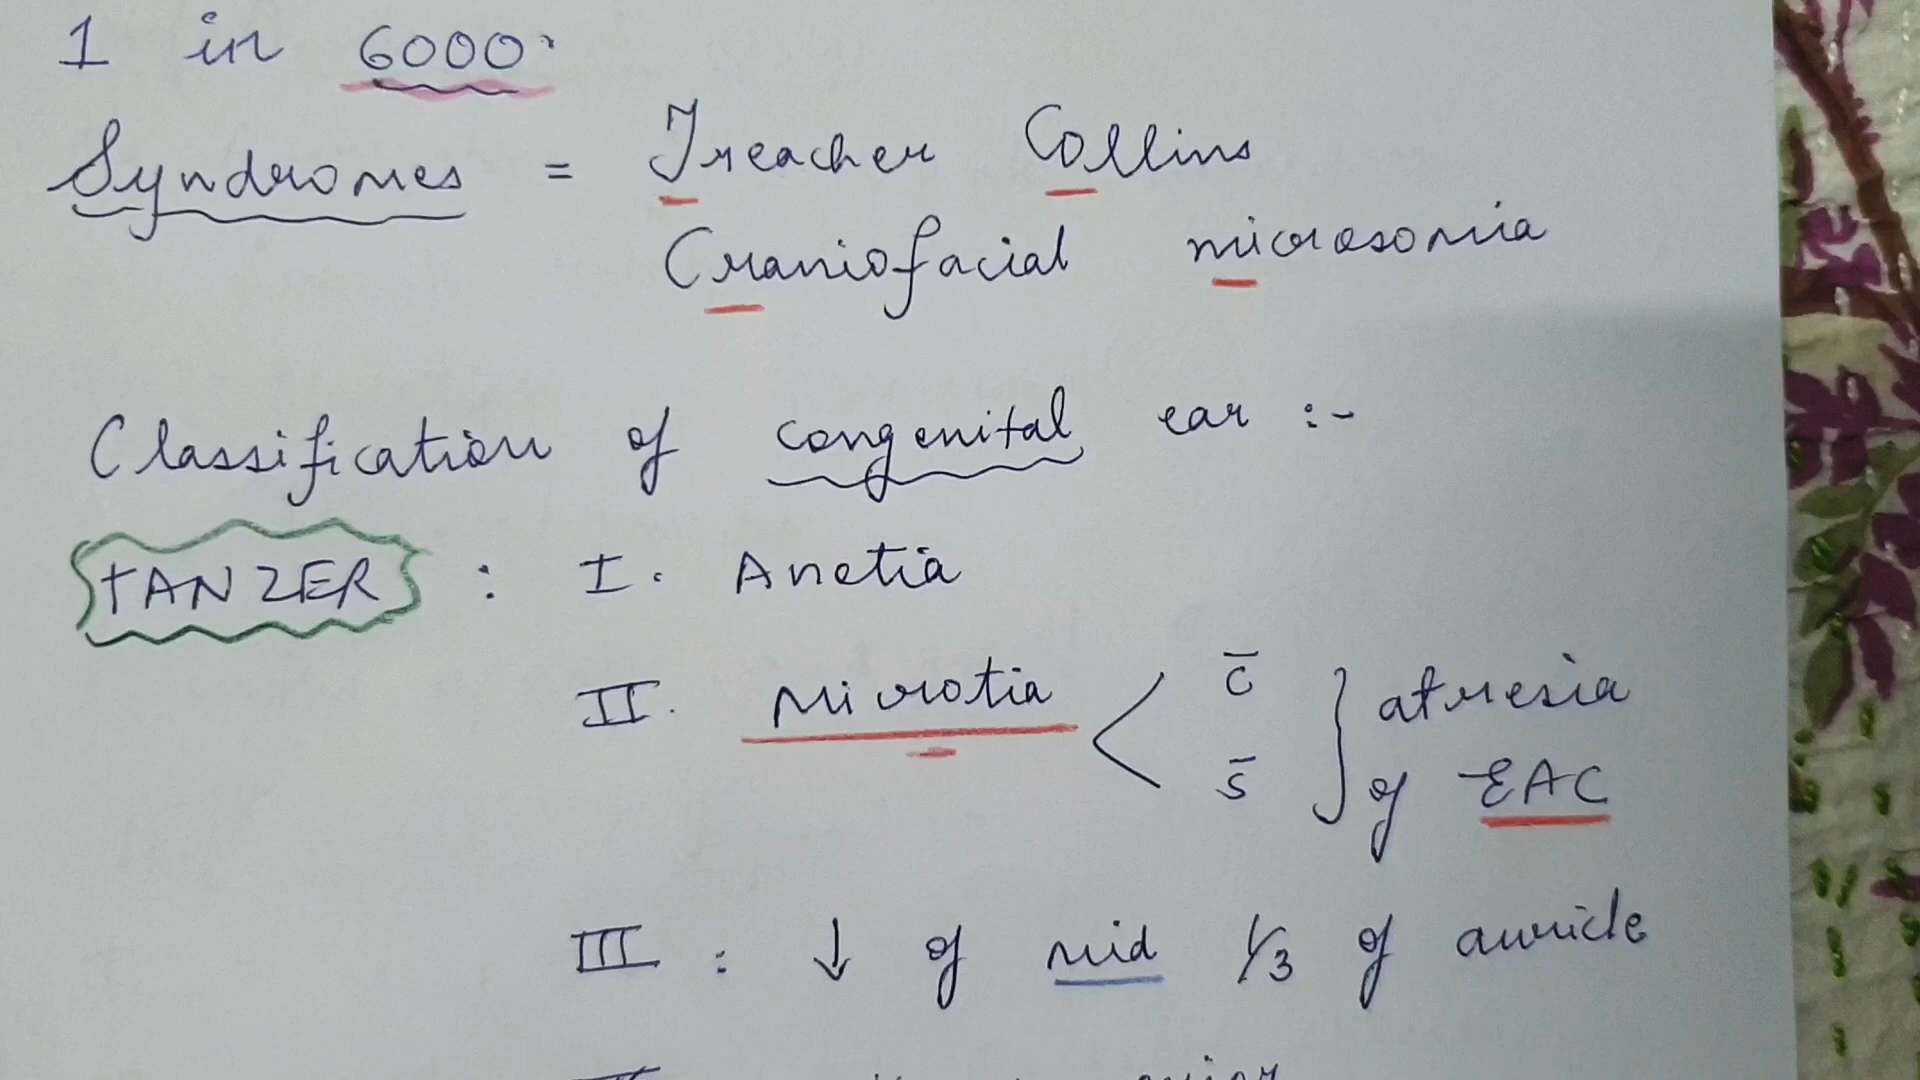 1 in 6000.
Syndromes = Treacher Collins
Craniofacial microsomia
Classification of congenital ear :-
TANZER : I. Anotia
II. Microtia < c̄ s̄ } atresia of EAC
III : ↓ of mid 1/3 of auricle